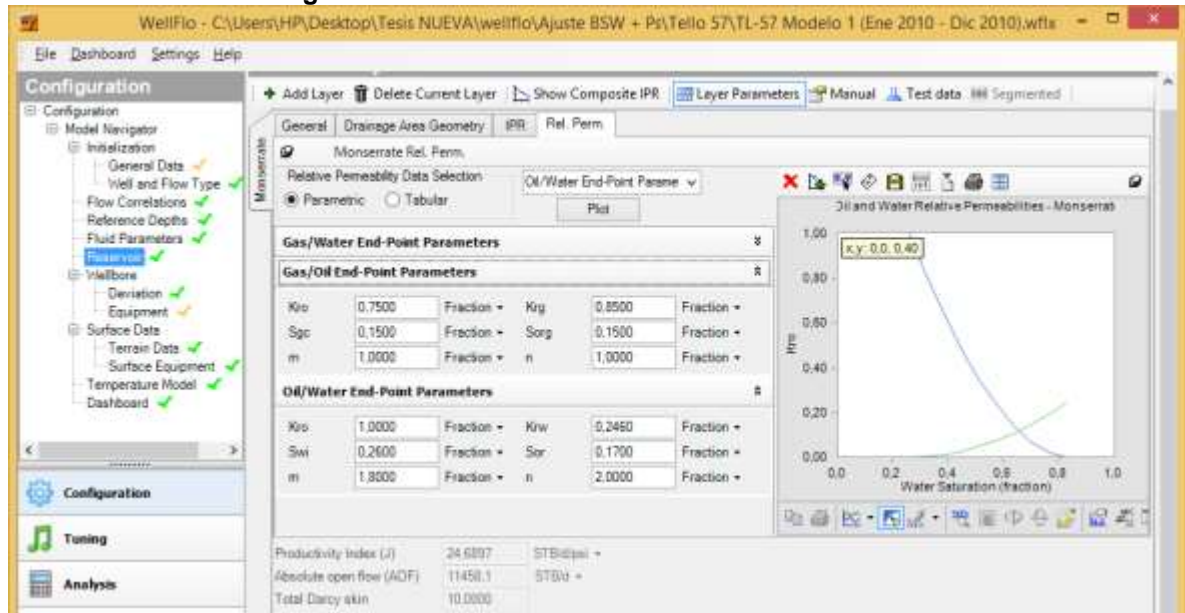 WellFlo - C:\Users\HP\Desktop\Tesis NUEVA\wellflo\Ajuste BSW + Ps\Tello 57\TL-57 Modelo 1 (Ene 2010 - Dic 2010).wflx
File Dashboard Settings Help
Configuration
Configuration
Model Navigator
Initialization
General Data
Well and Flow Type
Flow Correlations
Reference Depths
Fluid Parameters
Reservoir
Wellbore
Deviation
Equipment
Surface Data
Terrain Data
Surface Equipment
Temperature Model
Dashboard
Configuration
Tuning
Analysis
Add Layer Delete Current Layer Show Composite IPR Layer Parameters Manual Test data Segmented
General Drainage Area Geometry IPR Rel. Perm.
Monserrate
Monserrate Rel. Perm.
Relative Permeability Data Selection
Parametric Tabular
Oil/Water End-Point Parame
Plot
Gas/Water End-Point Parameters
Gas/Oil End-Point Parameters
Kro 0.7500 Fraction Krg 0.8500 Fraction
Sgc 0.1500 Fraction Sorg 0.1500 Fraction
m 1.0000 Fraction n 1.0000 Fraction
Oil/Water End-Point Parameters
Kro 1.0000 Fraction Krw 0.2460 Fraction
Swi 0.2600 Fraction Sor 0.1700 Fraction
m 1.8000 Fraction n 2.0000 Fraction
Productivity Index (J) 24.6897 STB/d/psi
Absolute open flow (AOF) 11458.1 STB/d
Total Darcy skin 10.0000
Oil and Water Relative Permeabilities - Monserrat
x,y: 0.0, 0.40
1.00
0.80
0.60
0.40
0.20
0.00
Kro
0.0 0.2 0.4 0.6 0.8 1.0
Water Saturation (fraction)